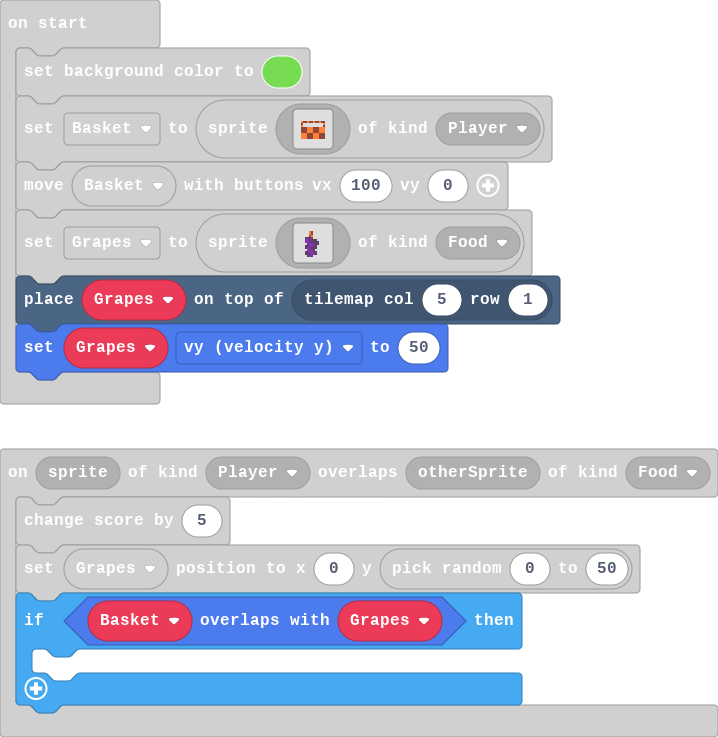 on start
set background color to
set Basket to sprite of kind Player
move Basket with buttons vx 100 vy 0
set Grapes to sprite of kind Food
place Grapes on top of tilemap col 5 row 1
set Grapes vy (velocity y) to 50
on sprite of kind Player overlaps otherSprite of kind Food
change score by 5
set Grapes position to x 0 y pick random 0 to 50
if Basket overlaps with Grapes then